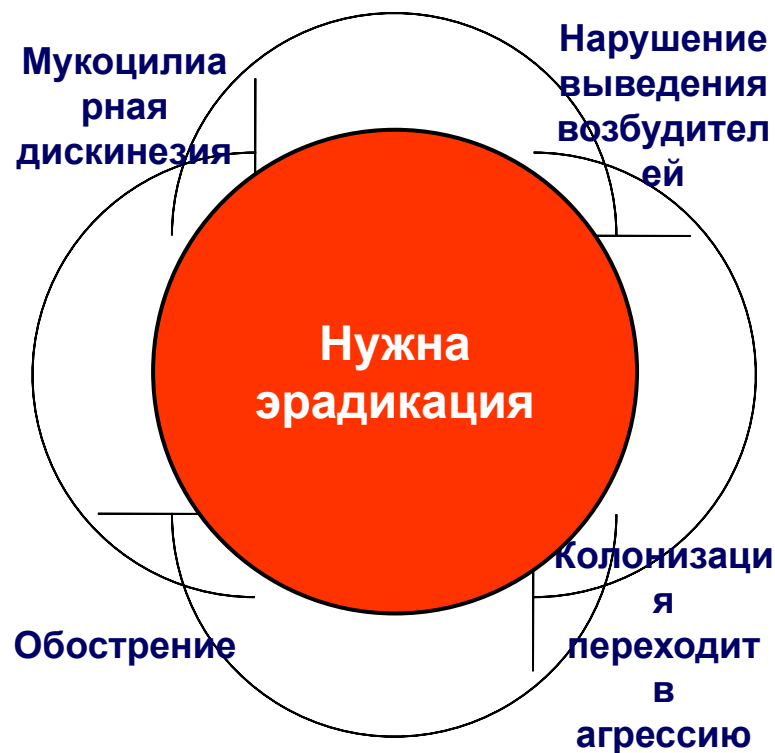 Мукоцилиа
рная
дискинезия
Нарушение
выведения
возбудител
ей
Нужна
эрадикация
Обострение
Колонизаци
я
переходит
в
агрессию